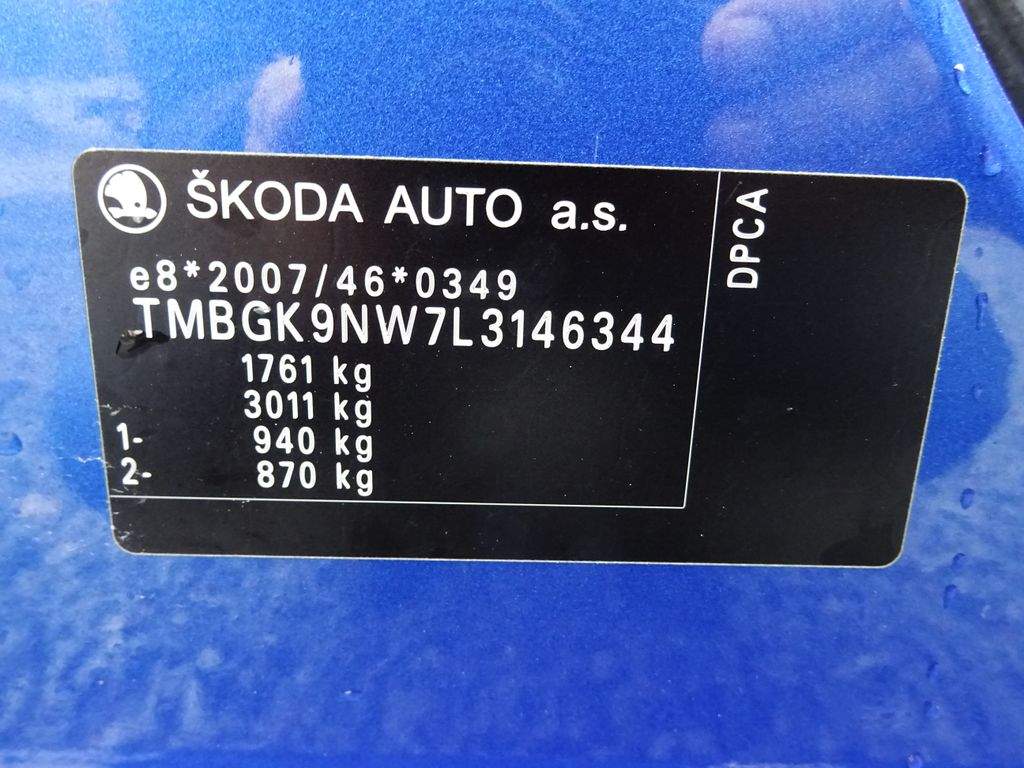 ŠKODA AUTO a.s.
e8*2007/46*0349
TMBGK9NW7L3146344
1761 kg
3011 kg
1- 940 kg
2- 870 kg
DPCA